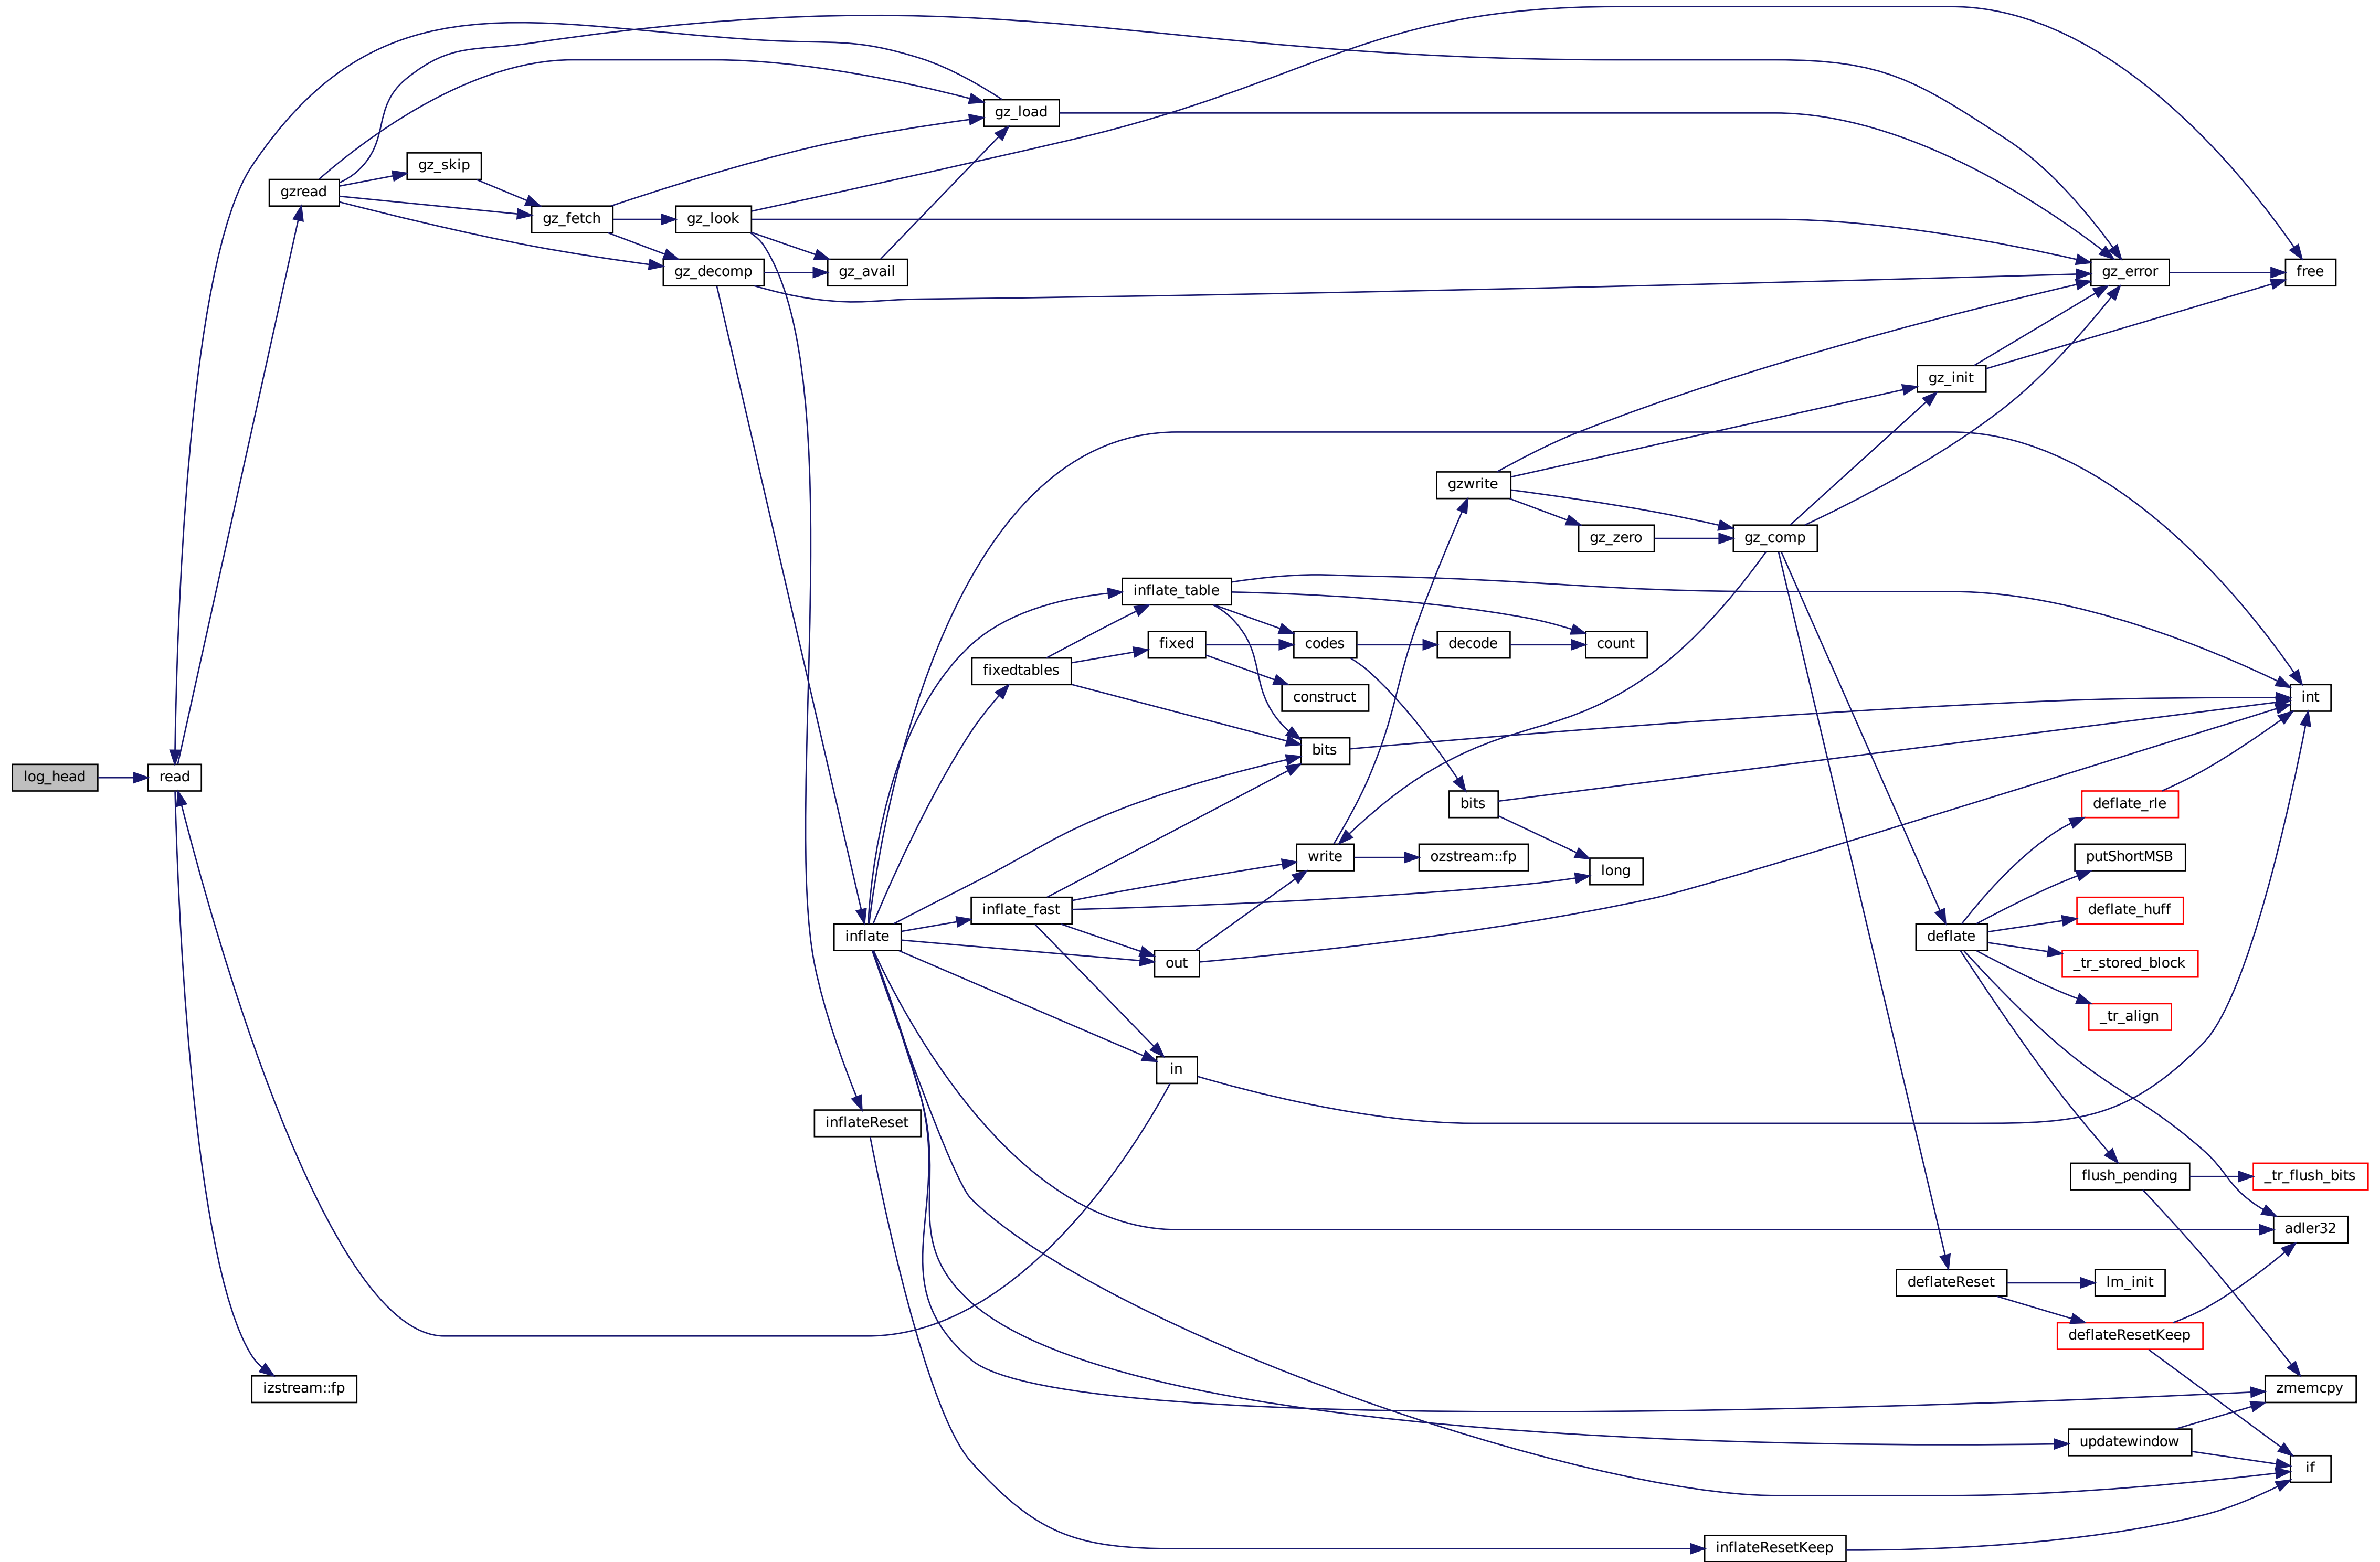 log_head
read
gzread
izstream::fp
gz_skip
gz_fetch
gz_look
gz_decomp
gz_avail
gz_load
inflate
inflateReset
fixedtables
inflate_fast
inflate_table
fixed
out
in
codes
construct
bits
write
gzwrite
decode
bits
ozstream::fp
gz_zero
count
long
gz_comp
inflateResetKeep
gz_init
deflate
deflateReset
gz_error
deflate_rle
putShortMSB
deflate_huff
_tr_stored_block
_tr_align
flush_pending
lm_init
deflateResetKeep
updatewindow
free
int
_tr_flush_bits
adler32
zmemcpy
if